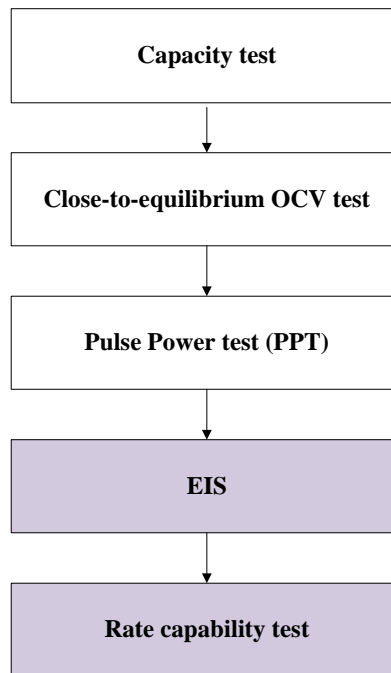 Capacity test
Close-to-equilibrium OCV test
Pulse Power test (PPT)
EIS
Rate capability test